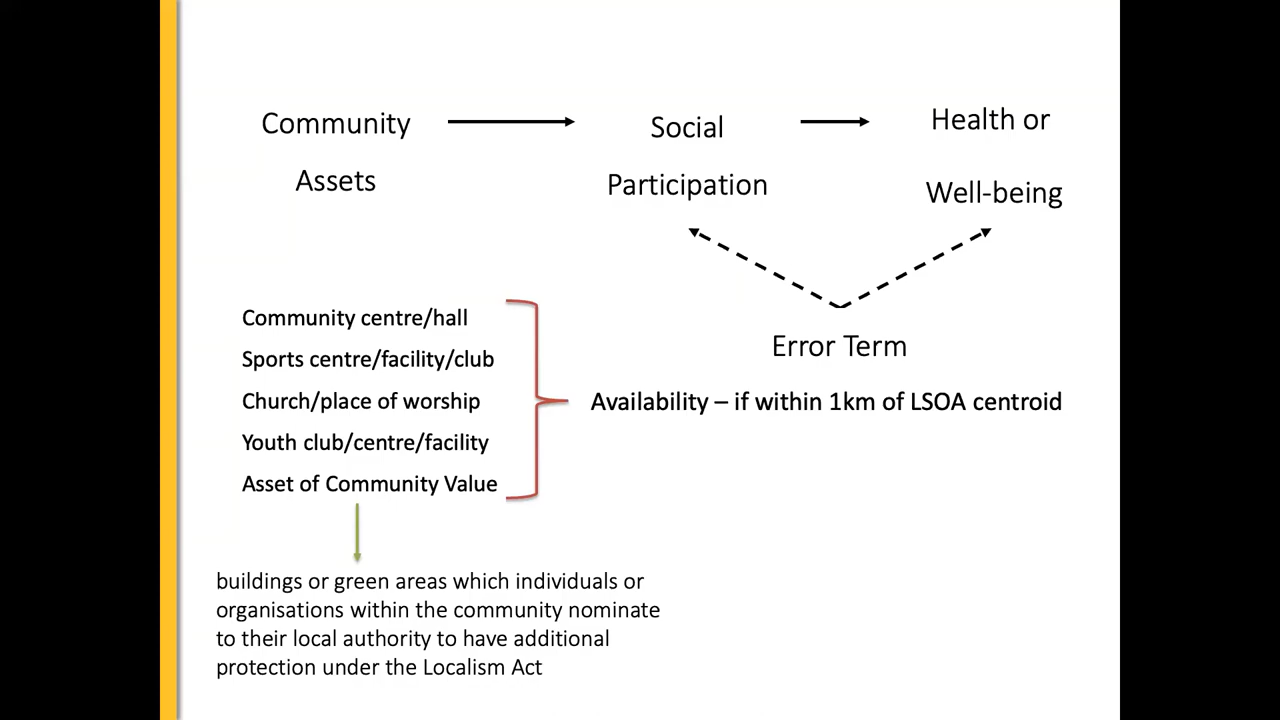 Community
Assets
Social
Participation
Health or
Well-being
Error Term
Community centre/hall
Sports centre/facility/club
Church/place of worship
Youth club/centre/facility
Asset of Community Value
Availability – if within 1km of LSOA centroid
buildings or green areas which individuals or
organisations within the community nominate
to their local authority to have additional
protection under the Localism Act